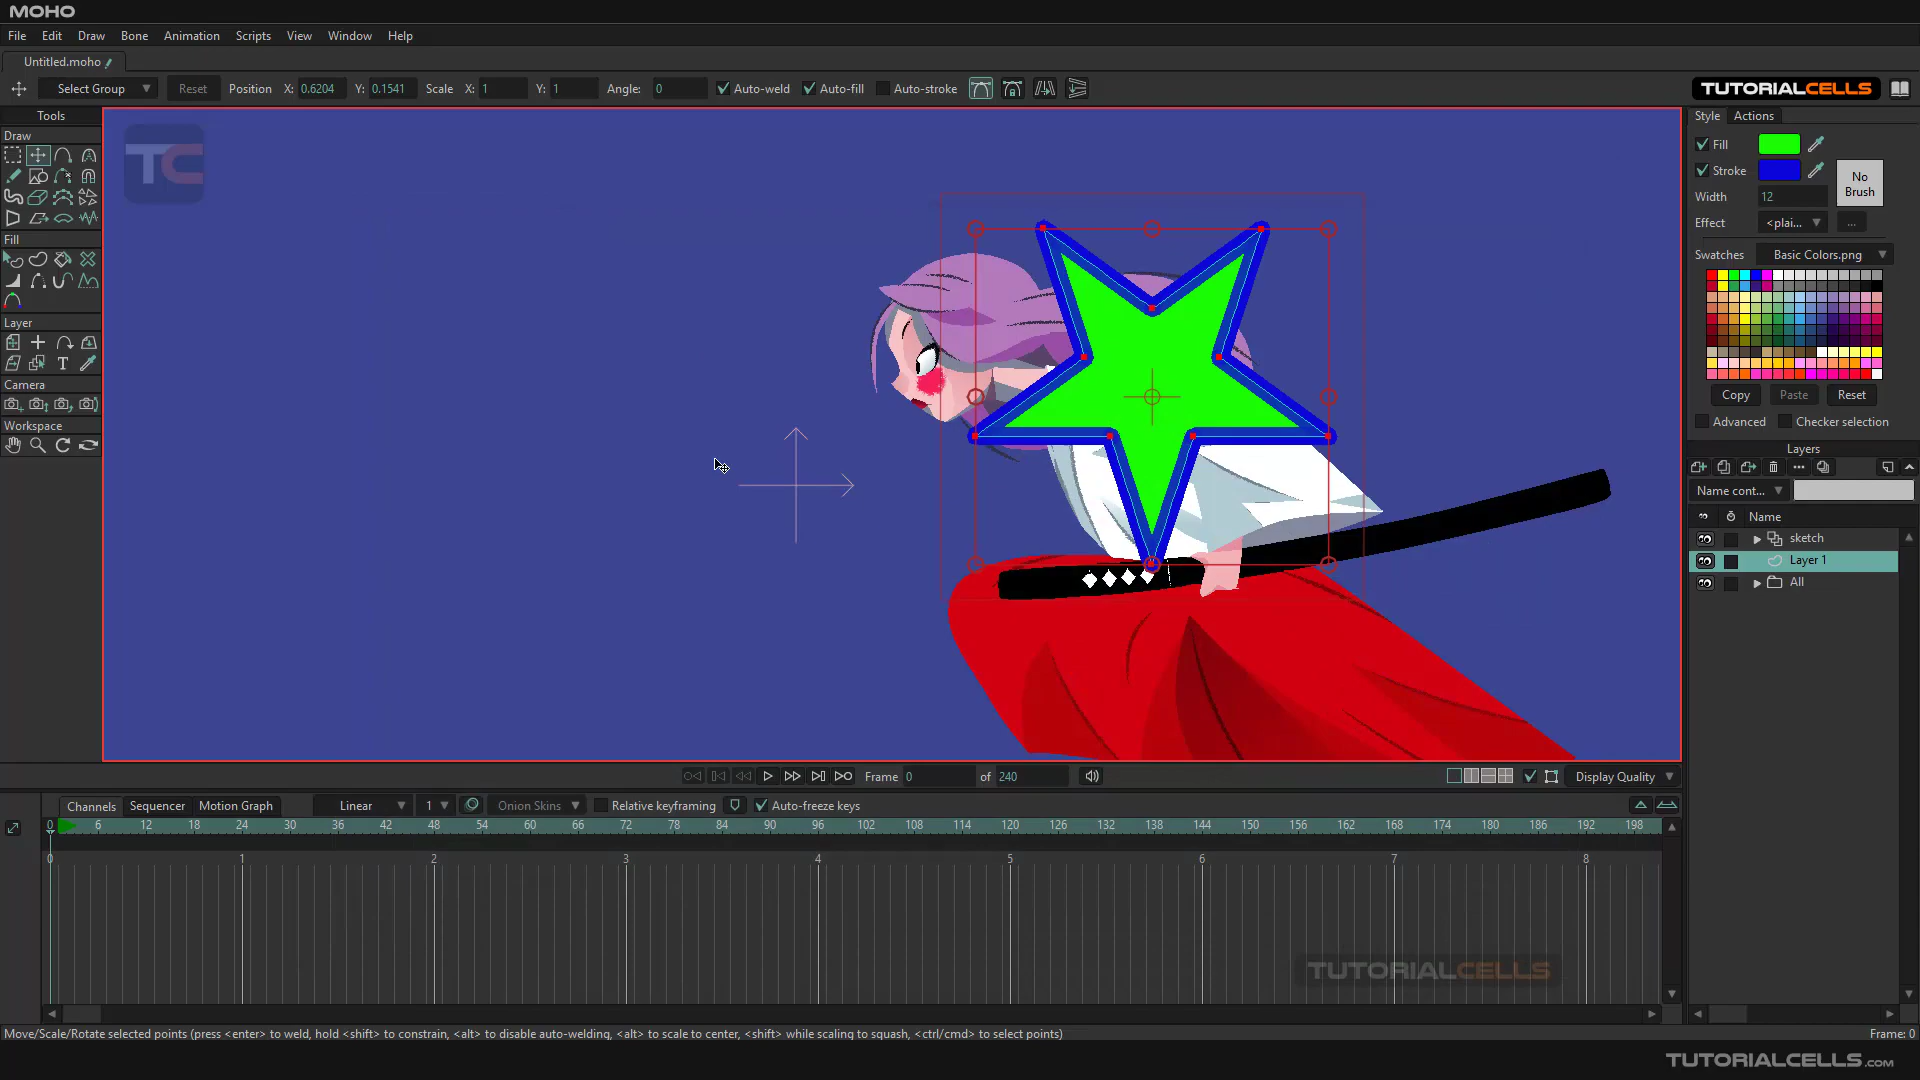 MOHO
File Edit Draw Bone Animation Scripts View Window Help
Untitled.moho
Select Group Reset Position X: 0.6204 Y: 0.1541 Scale X: 1 Y: 1 Angle: 0 Auto-weld Auto-fill Auto-stroke
TUTORIALCELLS
Tools
Draw
Fill
Layer
T
Camera
Workspace
TC
Style Actions
Fill
Stroke
No Brush
Width 12
Effect <plai... ...
Swatches Basic Colors.png
Copy Paste Reset
Advanced Checker selection
Layers
Name cont...
Name
sketch
Layer 1
All
Frame 0 of 240
Display Quality
Channels Sequencer Motion Graph Linear 1 Onion Skins Relative keyframing Auto-freeze keys
0 6 12 18 24 30 36 42 48 54 60 66 72 78 84 90 96 102 108 114 120 126 132 138 144 150 156 162 168 174 180 186 192 198
0 1 2 3 4 5 6 7 8
TUTORIALCELLS
Move/Scale/Rotate selected points (press <enter> to weld, hold <shift> to constrain, <alt> to disable auto-welding, <alt> to scale to center, <shift> while scaling to squash, <ctrl/cmd> to select points)
Frame: 0
TUTORIALCELLS.COM